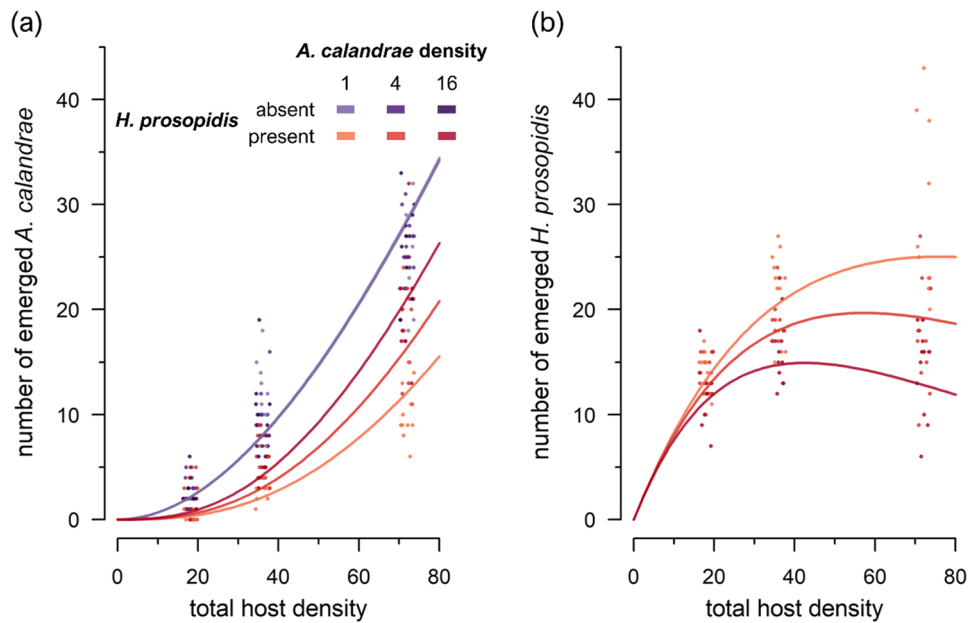 (a)
A. calandrae density
1 4 16
H. prosopidis
absent
present
number of emerged A. calandrae
40
30
20
10
0
0 20 40 60 80
total host density
(b)
number of emerged H. prosopidis
40
30
20
10
0
0 20 40 60 80
total host density